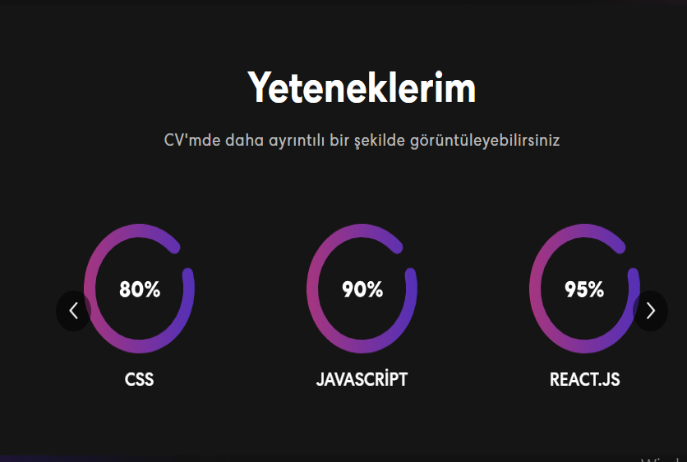 Yeteneklerim
CV'mde daha ayrıntılı bir şekilde görüntüleyebilirsiniz
80%
90%
95%
CSS
JAVASCRİPT
REACT.JS